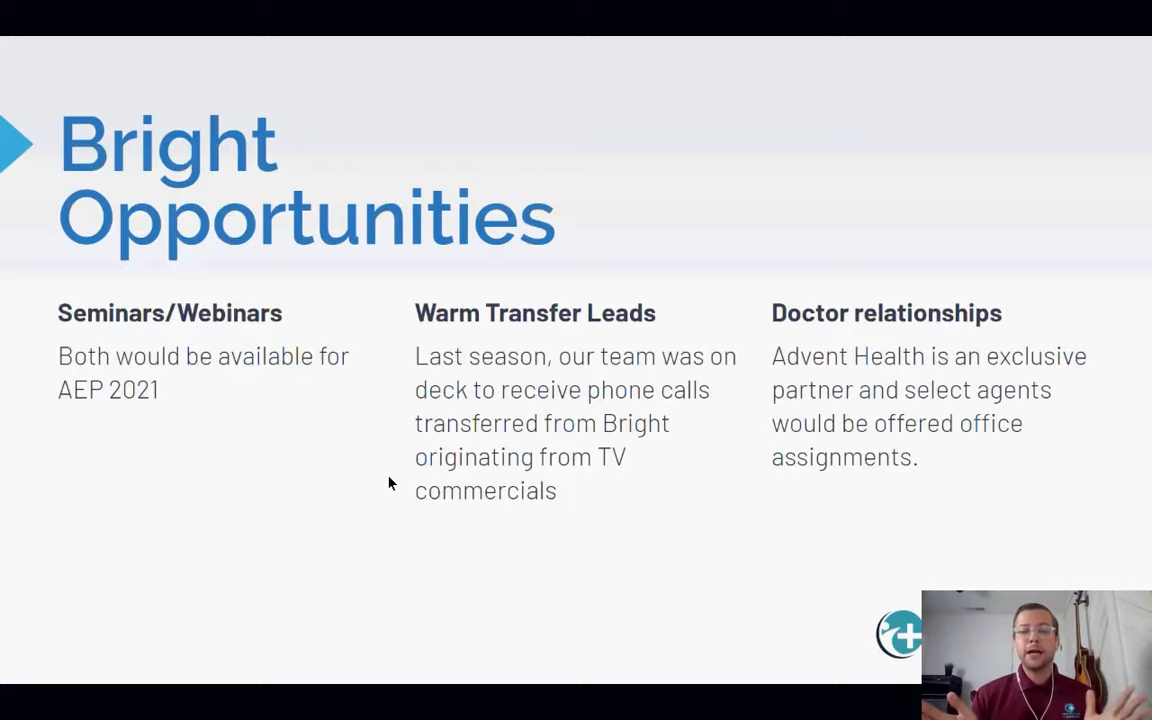 Bright
Opportunities
Seminars/Webinars
Both would be available for
AEP 2021
Warm Transfer Leads
Last season, our team was on
deck to receive phone calls
transferred from Bright
originating from TV
commercials
Doctor relationships
Advent Health is an exclusive
partner and select agents
would be offered office
assignments.